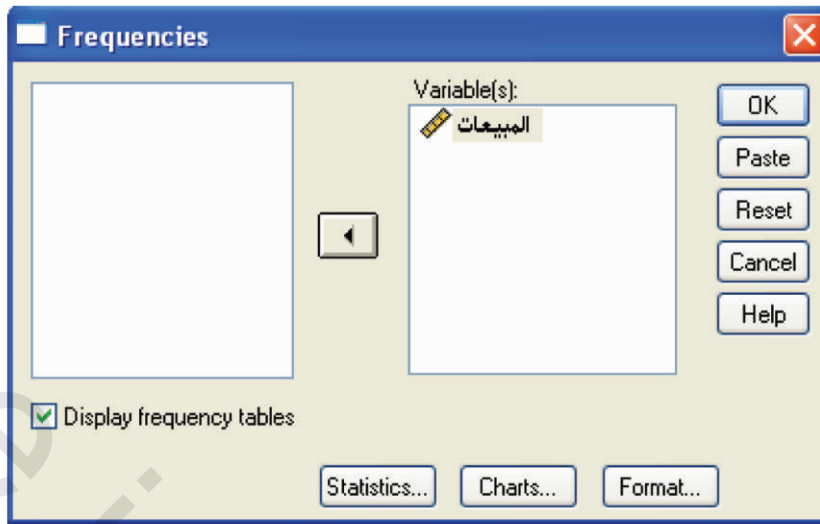 Frequencies
Variable(s):
المبيعات
OK
Paste
Reset
Cancel
Help
Display frequency tables
Statistics...
Charts...
Format...